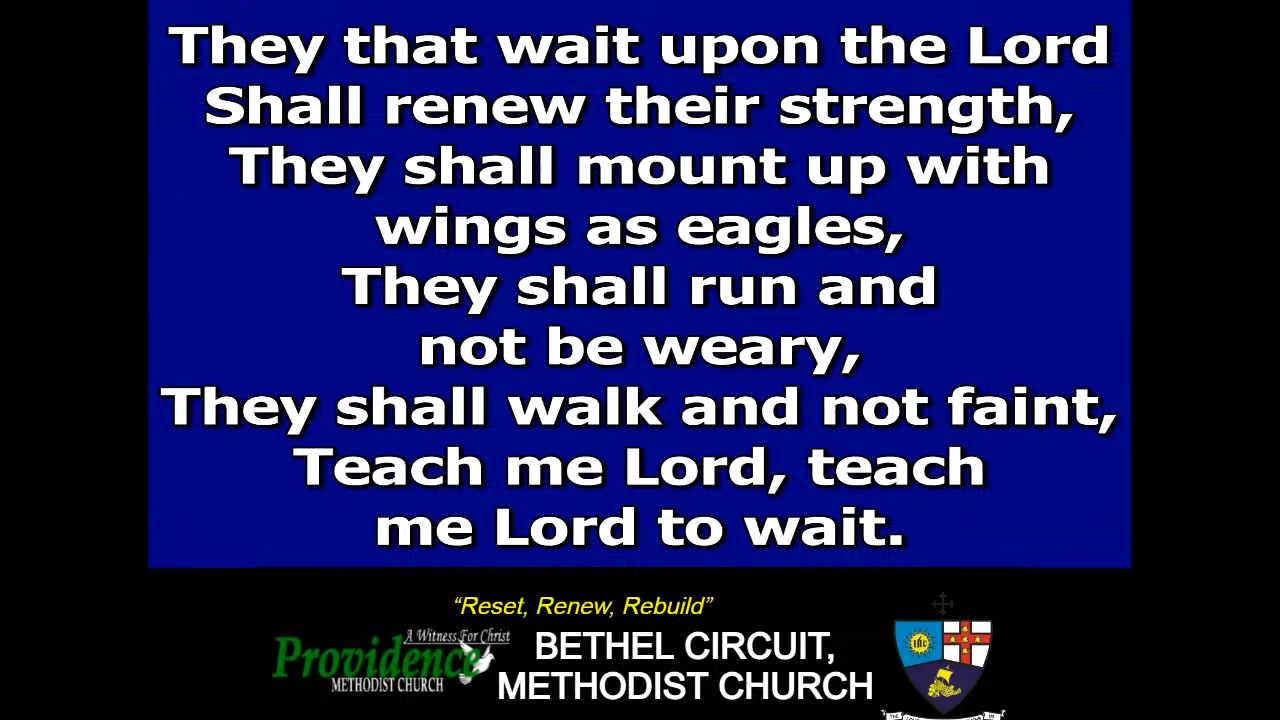 They that wait upon the Lord
Shall renew their strength,
They shall mount up with
wings as eagles,
They shall run and
not be weary,
They shall walk and not faint,
Teach me Lord, teach
me Lord to wait.
“Reset, Renew, Rebuild”
A Witness For Christ
Providence
METHODIST CHURCH
BETHEL CIRCUIT,
METHODIST CHURCH